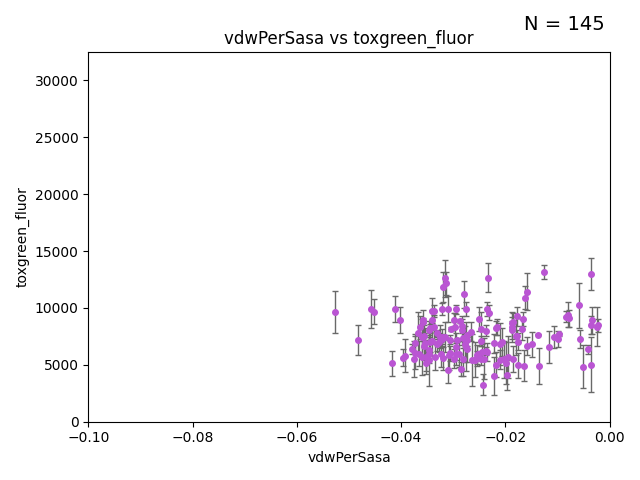 N = 145
vdwPerSasa vs toxgreen_fluor
30000
25000
20000
15000
10000
5000
0
toxgreen_fluor
−0.10 −0.08 −0.06 −0.04 −0.02 0.00
vdwPerSasa